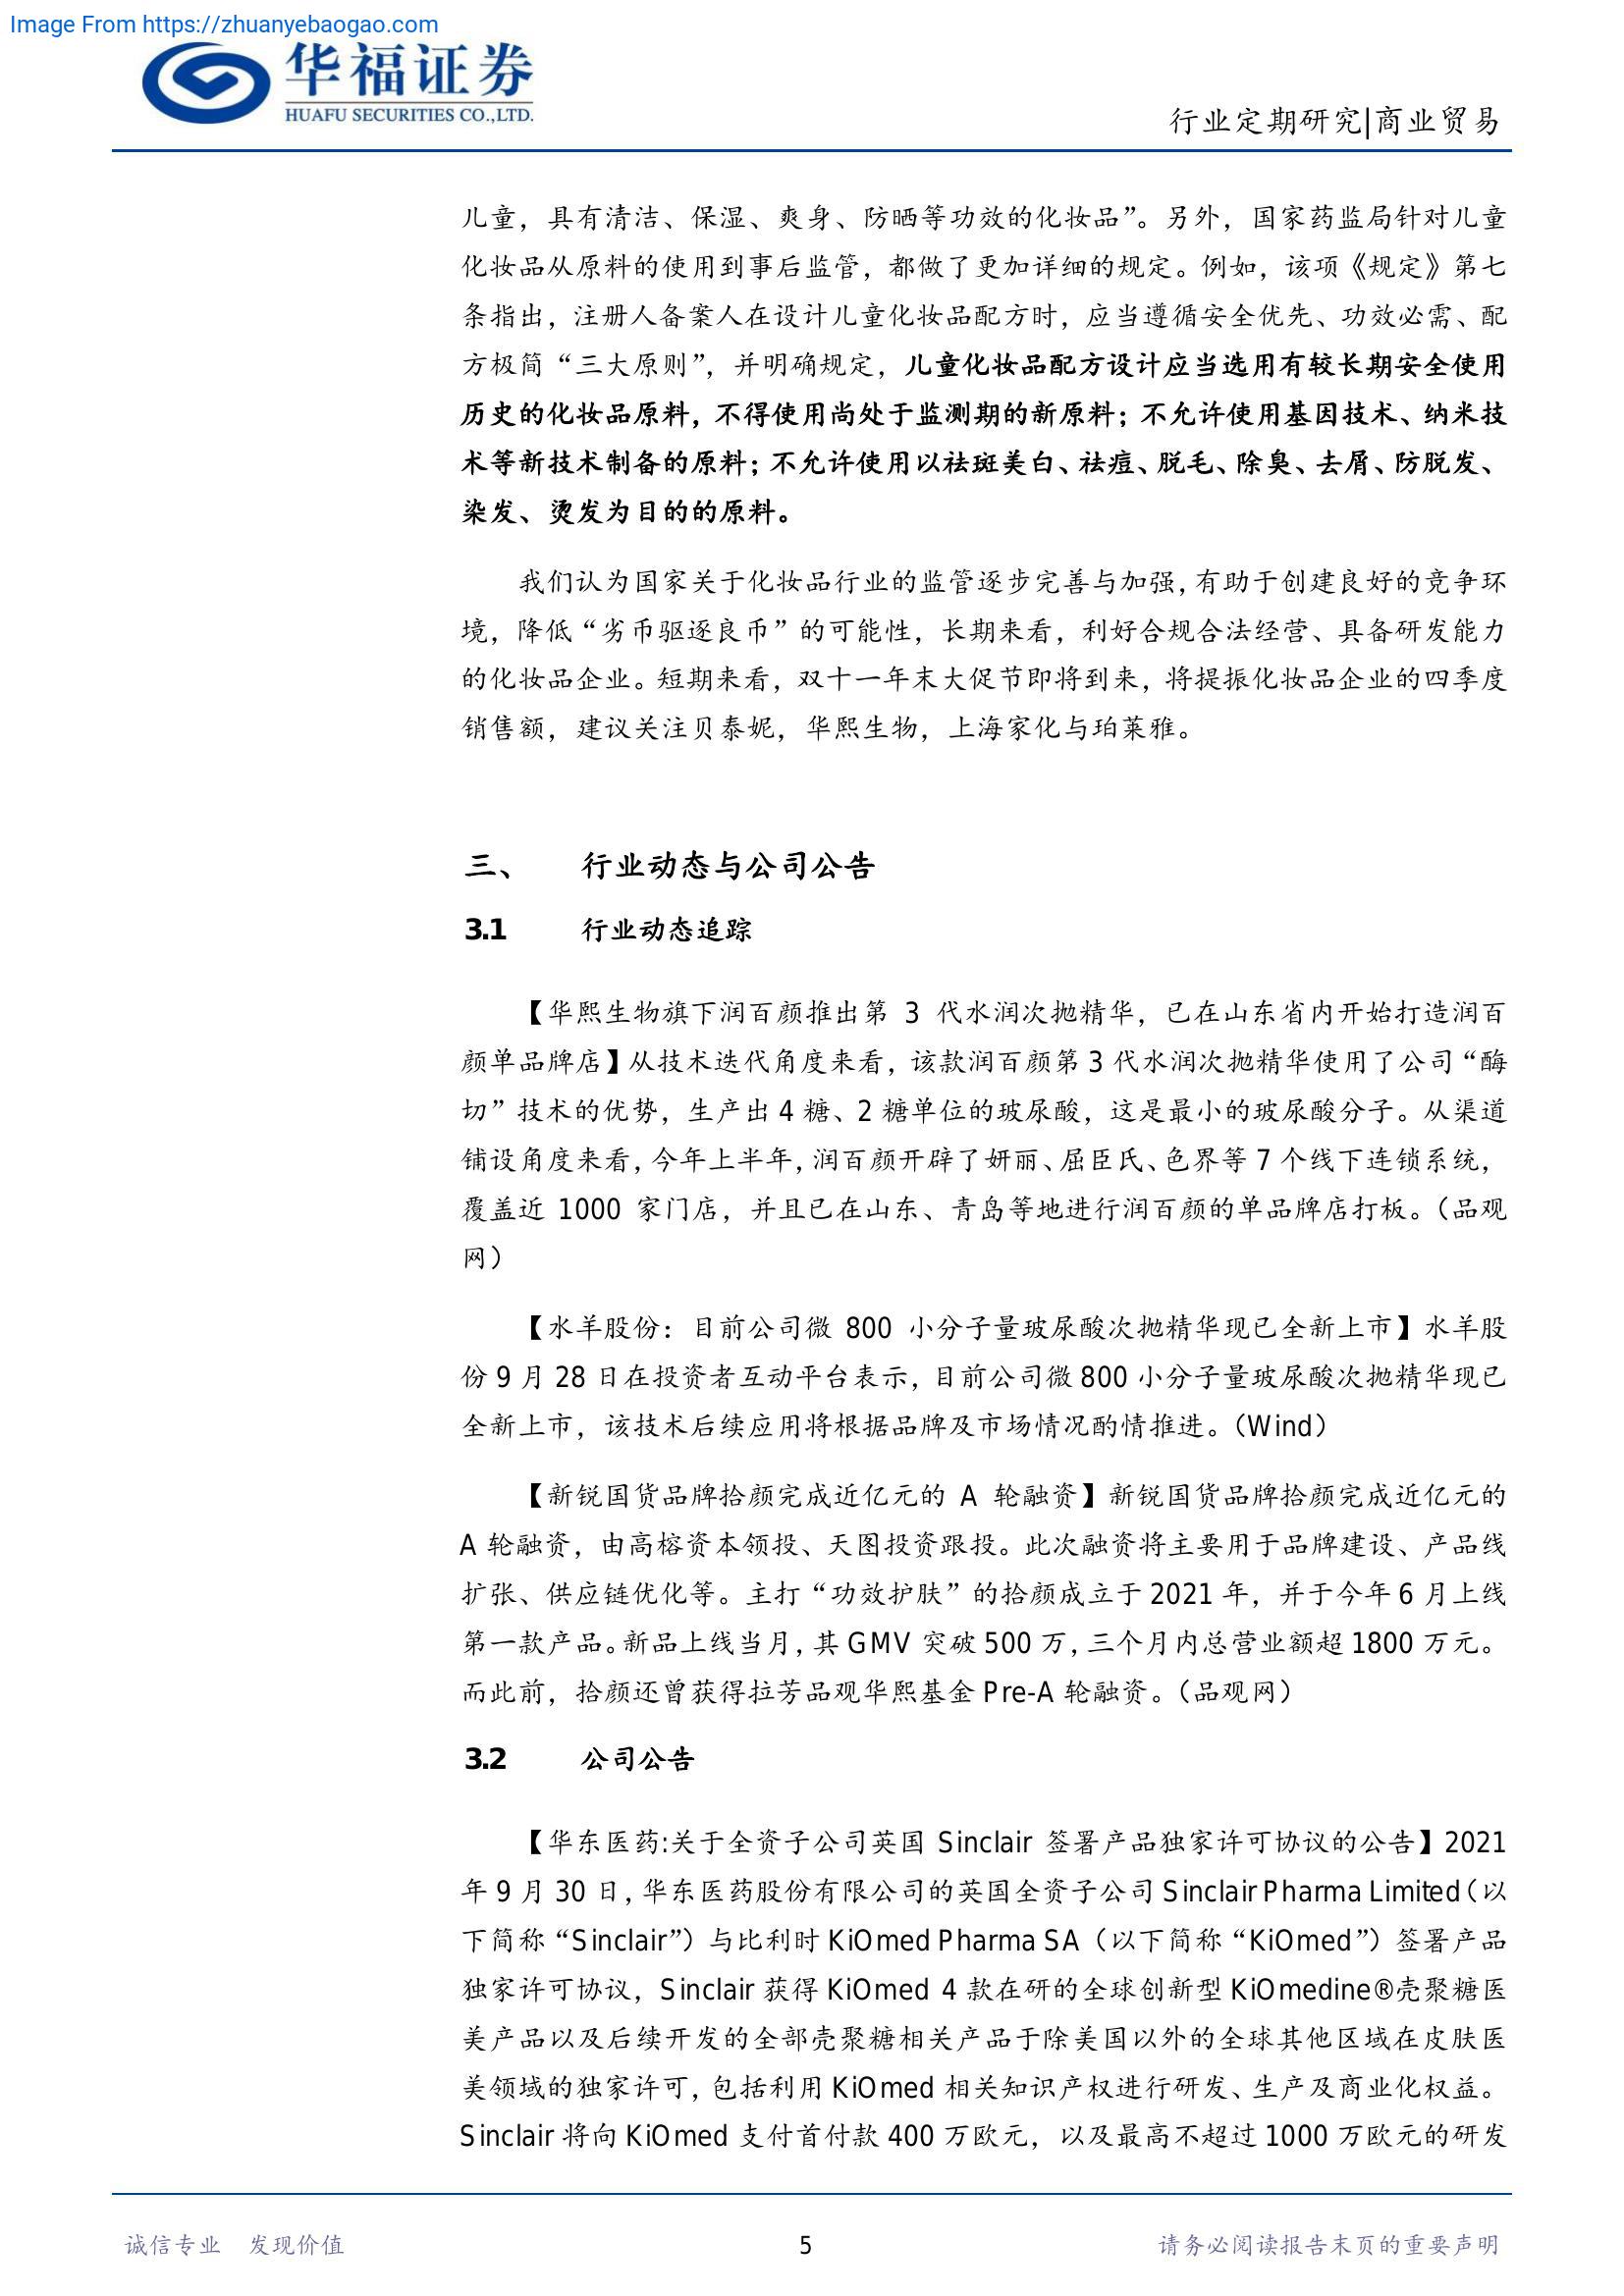 Image From https://zhuanyebaogao.com
华福证券
HUAFU SECURITIES CO.,LTD.
行业定期研究|商业贸易
儿童，具有清洁、保湿、爽身、防晒等功效的化妆品”。另外，国家药监局针对儿童
化妆品从原料的使用到事后监管，都做了更加详细的规定。例如，该项《规定》第七
条指出，注册人备案人在设计儿童化妆品配方时，应当遵循安全优先、功效必需、配
方极简“三大原则”，并明确规定，儿童化妆品配方设计应当选用有较长期安全使用
历史的化妆品原料，不得使用尚处于监测期的新原料；不允许使用基因技术、纳米技
术等新技术制备的原料；不允许使用以祛斑美白、祛痘、脱毛、除臭、去屑、防脱发、
染发、烫发为目的的原料。
我们认为国家关于化妆品行业的监管逐步完善与加强，有助于创建良好的竞争环
境，降低“劣币驱逐良币”的可能性，长期来看，利好合规合法经营、具备研发能力
的化妆品企业。短期来看，双十一年末大促节即将到来，将提振化妆品企业的四季度
销售额，建议关注贝泰妮，华熙生物，上海家化与珀莱雅。
三、 行业动态与公司公告
3.1 行业动态追踪
【华熙生物旗下润百颜推出第 3 代水润次抛精华，已在山东省内开始打造润百
颜单品牌店】从技术迭代角度来看，该款润百颜第 3 代水润次抛精华使用了公司“酶
切”技术的优势，生产出 4 糖、2 糖单位的玻尿酸，这是最小的玻尿酸分子。从渠道
铺设角度来看，今年上半年，润百颜开辟了妍丽、屈臣氏、色界等 7 个线下连锁系统，
覆盖近 1000 家门店，并且已在山东、青岛等地进行润百颜的单品牌店打板。（品观
网）
【水羊股份：目前公司微 800 小分子量玻尿酸次抛精华现已全新上市】水羊股
份 9 月 28 日在投资者互动平台表示，目前公司微 800 小分子量玻尿酸次抛精华现已
全新上市，该技术后续应用将根据品牌及市场情况酌情推进。（Wind）
【新锐国货品牌拾颜完成近亿元的 A 轮融资】新锐国货品牌拾颜完成近亿元的
A 轮融资，由高榕资本领投、天图投资跟投。此次融资将主要用于品牌建设、产品线
扩张、供应链优化等。主打“功效护肤”的拾颜成立于 2021 年，并于今年 6 月上线
第一款产品。新品上线当月，其 GMV 突破 500 万，三个月内总营业额超 1800 万元。
而此前，拾颜还曾获得拉芳品观华熙基金 Pre-A 轮融资。（品观网）
3.2 公司公告
【华东医药:关于全资子公司英国 Sinclair 签署产品独家许可协议的公告】2021
年 9 月 30 日，华东医药股份有限公司的英国全资子公司 Sinclair Pharma Limited（以
下简称“Sinclair”）与比利时 KiOmed Pharma SA（以下简称“KiOmed”）签署产品
独家许可协议，Sinclair 获得 KiOmed 4 款在研的全球创新型 KiOmedine®壳聚糖医
美产品以及后续开发的全部壳聚糖相关产品于除美国以外的全球其他区域在皮肤医
美领域的独家许可，包括利用 KiOmed 相关知识产权进行研发、生产及商业化权益。
Sinclair 将向 KiOmed 支付首付款 400 万欧元，以及最高不超过 1000 万欧元的研发
诚信专业 发现价值
5
请务必阅读报告末页的重要声明